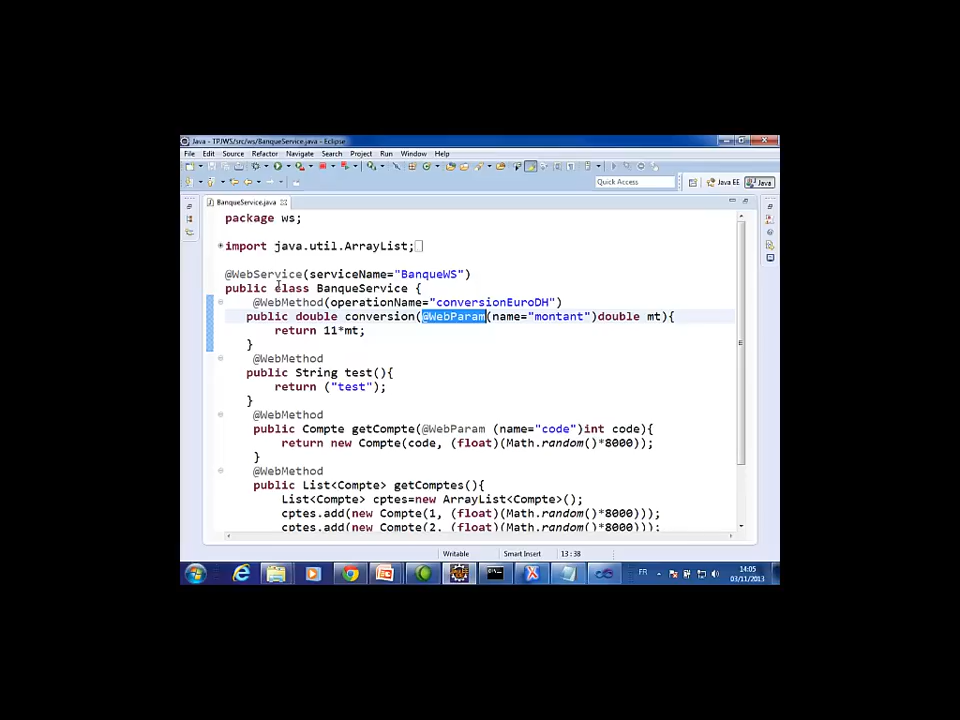 Java - TP/WS/src/ws/BanqueService.java - Eclipse
File Edit Source Refactor Navigate Search Project Run Window Help
Quick Access Java EE Java
BanqueService.java
package ws;
import java.util.ArrayList;
@WebService(serviceName="BanqueWS")
public class BanqueService {
@WebMethod(operationName="conversionEuroDH")
public double conversion(@WebParam(name="montant")double mt){
return 11*mt;
}
@WebMethod
public String test(){
return ("test");
}
@WebMethod
public Compte getCompte(@WebParam (name="code")int code){
return new Compte(code, (float)(Math.random()*8000));
}
@WebMethod
public List<Compte> getComptes(){
List<Compte> cptes=new ArrayList<Compte>();
cptes.add(new Compte(1, (float)(Math.random()*8000)));
cptes.add(new Compte(2, (float)(Math.random()*8000)));
Writable Smart Insert 13 : 38
FR 14:05
03/11/2013